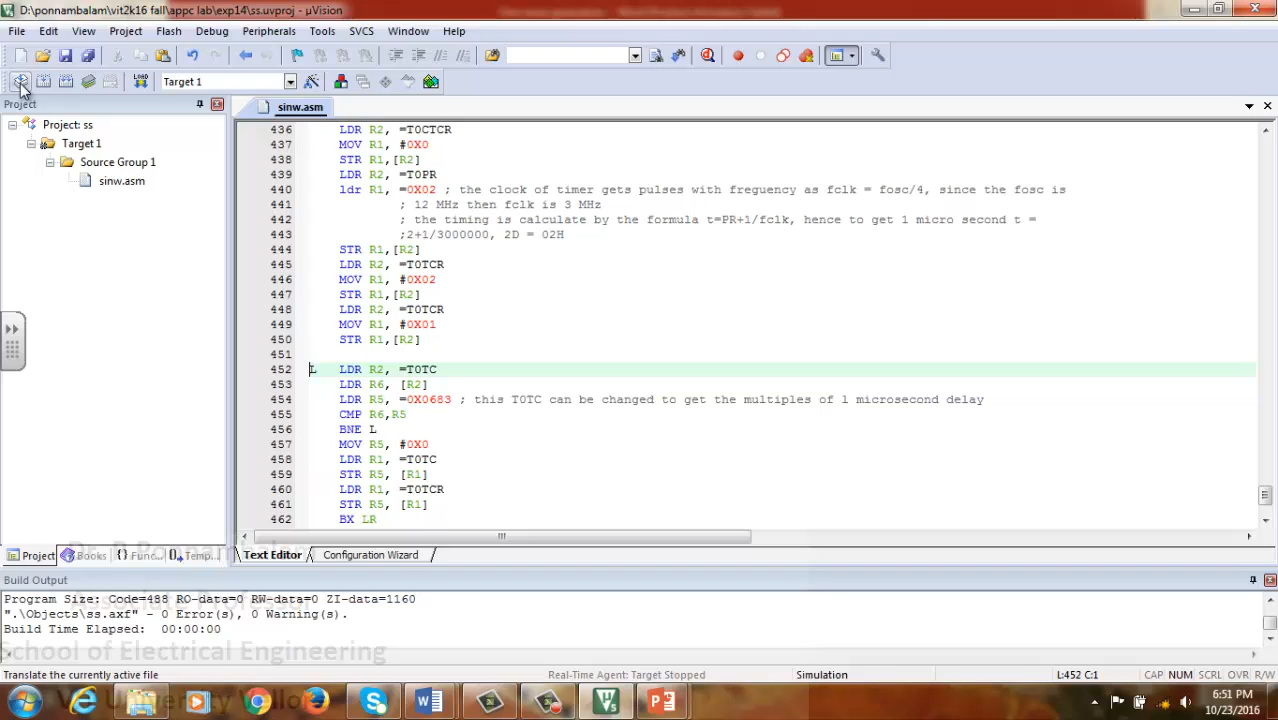 D:\ponnambalam\vit2k16 fall\appc lab\exp14\ss.uvproj - µVision
File Edit View Project Flash Debug Peripherals Tools SVCS Window Help
LOAD Target 1
Project
sinw.asm
Project: ss
Target 1
Source Group 1
sinw.asm
436 LDR R2, =T0CTCR
437 MOV R1, #0X0
438 STR R1,[R2]
439 LDR R2, =T0PR
440 ldr R1, =0X02 ; the clock of timer gets pulses with freguency as fclk = fosc/4, since the fosc is
441 ; 12 MHz then fclk is 3 MHz
442 ; the timing is calculate by the formula t=PR+1/fclk, hence to get 1 micro second t =
443 ;2+1/3000000, 2D = 02H
444 STR R1,[R2]
445 LDR R2, =T0TCR
446 MOV R1, #0X02
447 STR R1,[R2]
448 LDR R2, =T0TCR
449 MOV R1, #0X01
450 STR R1,[R2]
451
452 L LDR R2, =T0TC
453 LDR R6, [R2]
454 LDR R5, =0X0683 ; this T0TC can be changed to get the multiples of 1 microsecond delay
455 CMP R6,R5
456 BNE L
457 MOV R5, #0X0
458 LDR R1, =T0TC
459 STR R5, [R1]
460 LDR R1, =T0TCR
461 STR R5, [R1]
462 BX LR
Project Books {} Func... Temp... Text Editor Configuration Wizard
Build Output
Program Size: Code=488 RO-data=0 RW-data=0 ZI-data=1160
".\Objects\ss.axf" - 0 Error(s), 0 Warning(s).
Build Time Elapsed: 00:00:00
Associate Professor
School of Electrical Engineering
Translate the currently active file Real-Time Agent: Target Stopped Simulation L:452 C:1 CAP NUM SCRL OVR R/W
6:51 PM
10/23/2016